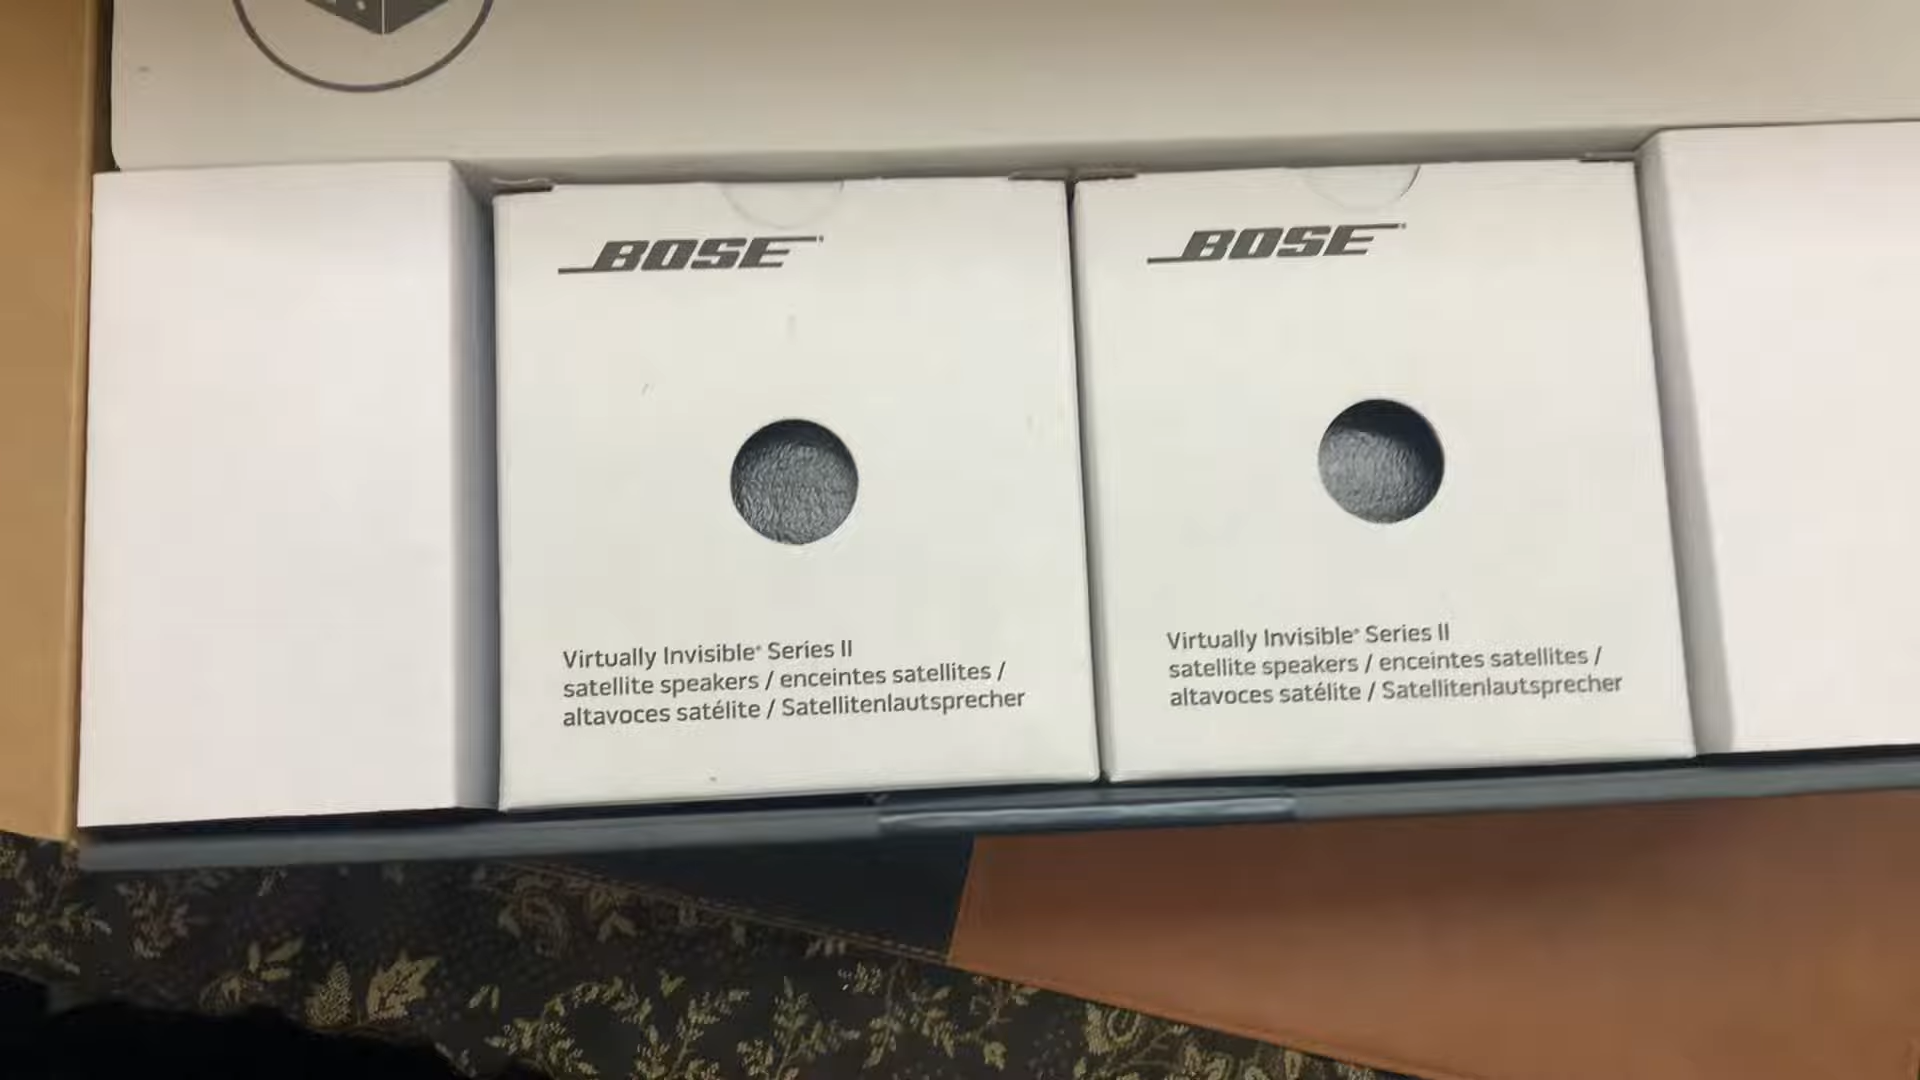 BOSE
Virtually Invisible® Series II
satellite speakers / enceintes satellites /
altavoces satélite / Satellitenlautsprecher
BOSE
Virtually Invisible® Series II
satellite speakers / enceintes satellites /
altavoces satélite / Satellitenlautsprecher